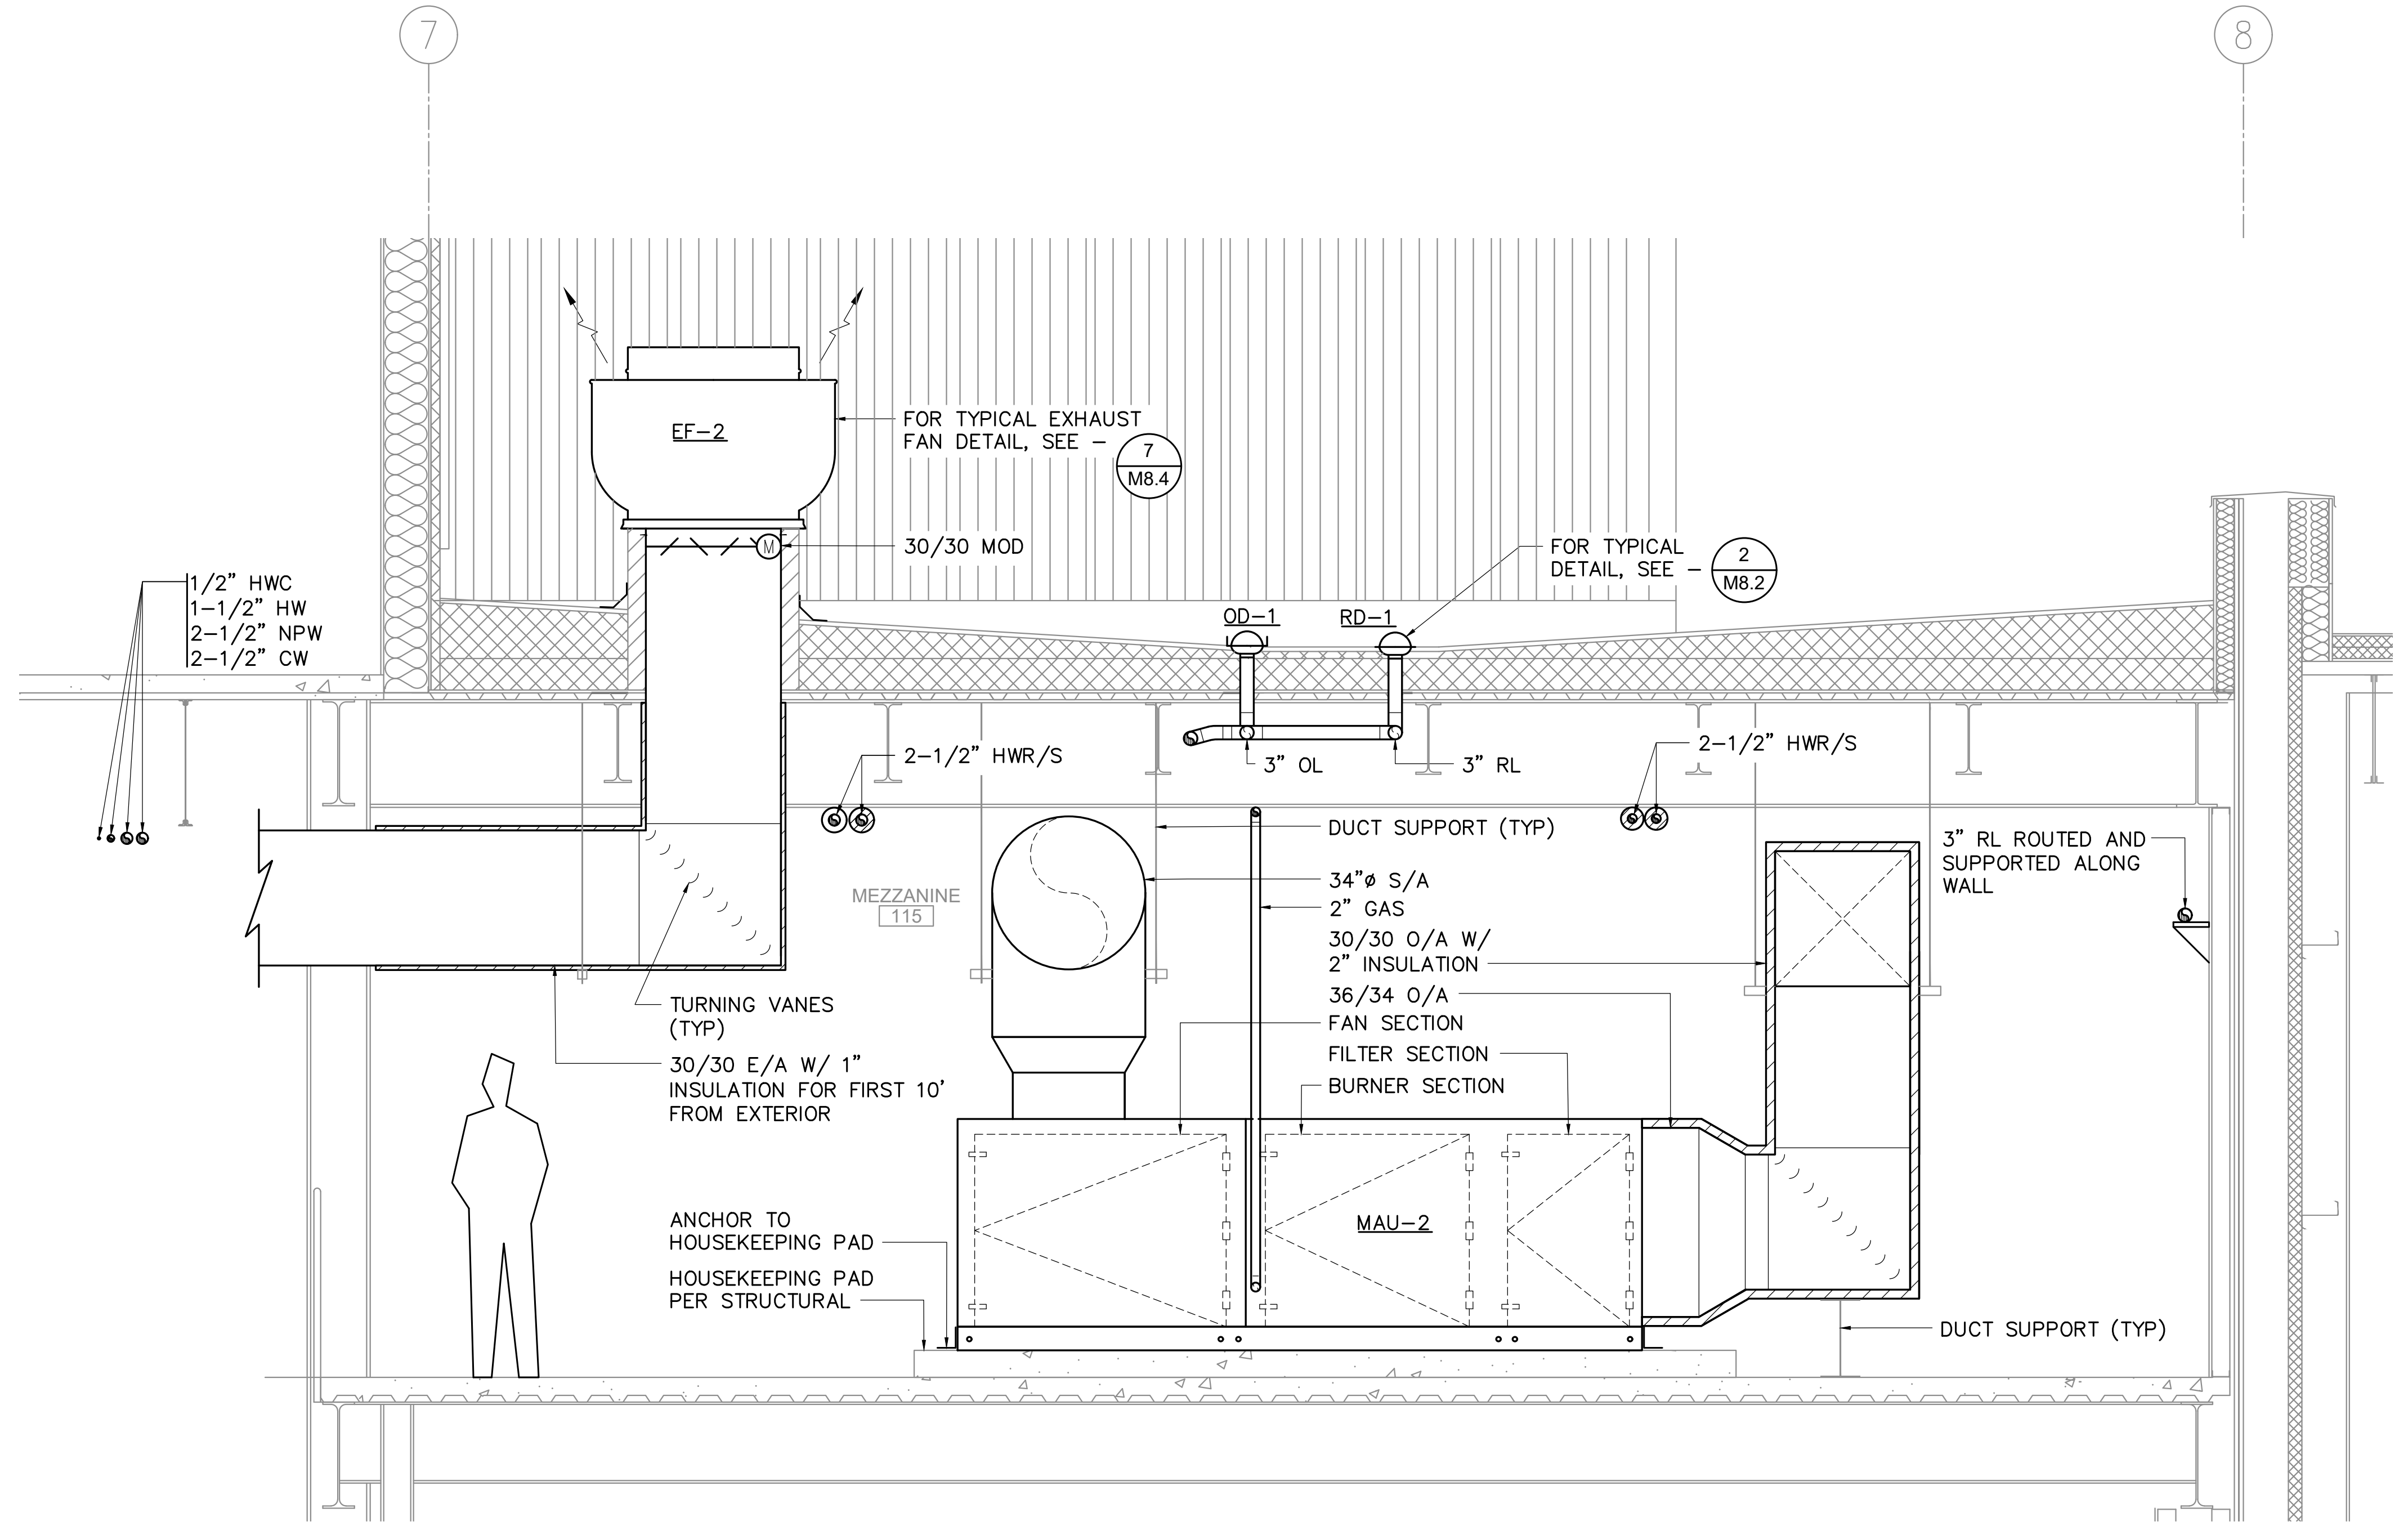 7
8
EF-2
FOR TYPICAL EXHAUST
FAN DETAIL, SEE -
7
M8.4
30/30 MOD
M
FOR TYPICAL
DETAIL, SEE -
2
M8.2
1/2" HWC
1-1/2" HW
2-1/2" NPW
2-1/2" CW
OD-1
RD-1
2-1/2" HWR/S
3" OL
3" RL
2-1/2" HWR/S
DUCT SUPPORT (TYP)
3" RL ROUTED AND
SUPPORTED ALONG
WALL
MEZZANINE
115
34"ø S/A
2" GAS
30/30 O/A W/
2" INSULATION
36/34 O/A
FAN SECTION
FILTER SECTION
BURNER SECTION
TURNING VANES
(TYP)
30/30 E/A W/ 1"
INSULATION FOR FIRST 10'
FROM EXTERIOR
ANCHOR TO
HOUSEKEEPING PAD
HOUSEKEEPING PAD
PER STRUCTURAL
MAU-2
DUCT SUPPORT (TYP)